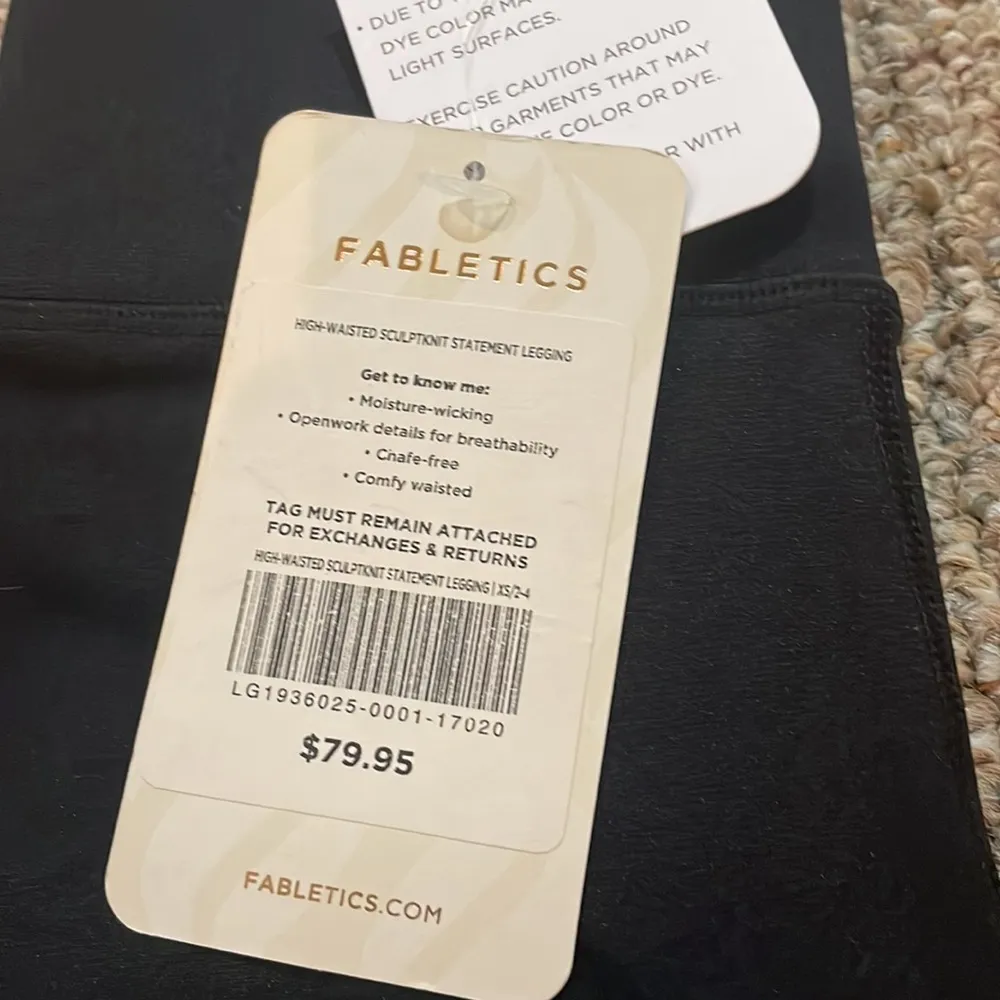 • DUE TO
DYE COLOR
LIGHT SURFACES.
EXERCISE CAUTION AROUND
GARMENTS THAT MAY
COLOR OR DYE.
WITH
FABLETICS
HIGH-WAISTED SCULPTKNIT STATEMENT LEGGING
Get to know me:
• Moisture-wicking
• Openwork details for breathability
• Chafe-free
• Comfy waisted
TAG MUST REMAIN ATTACHED
FOR EXCHANGES & RETURNS
HIGH-WAISTED SCULPTKNIT STATEMENT LEGGING | XS/2-4
LG1936025-0001-17020
$79.95
FABLETICS.COM